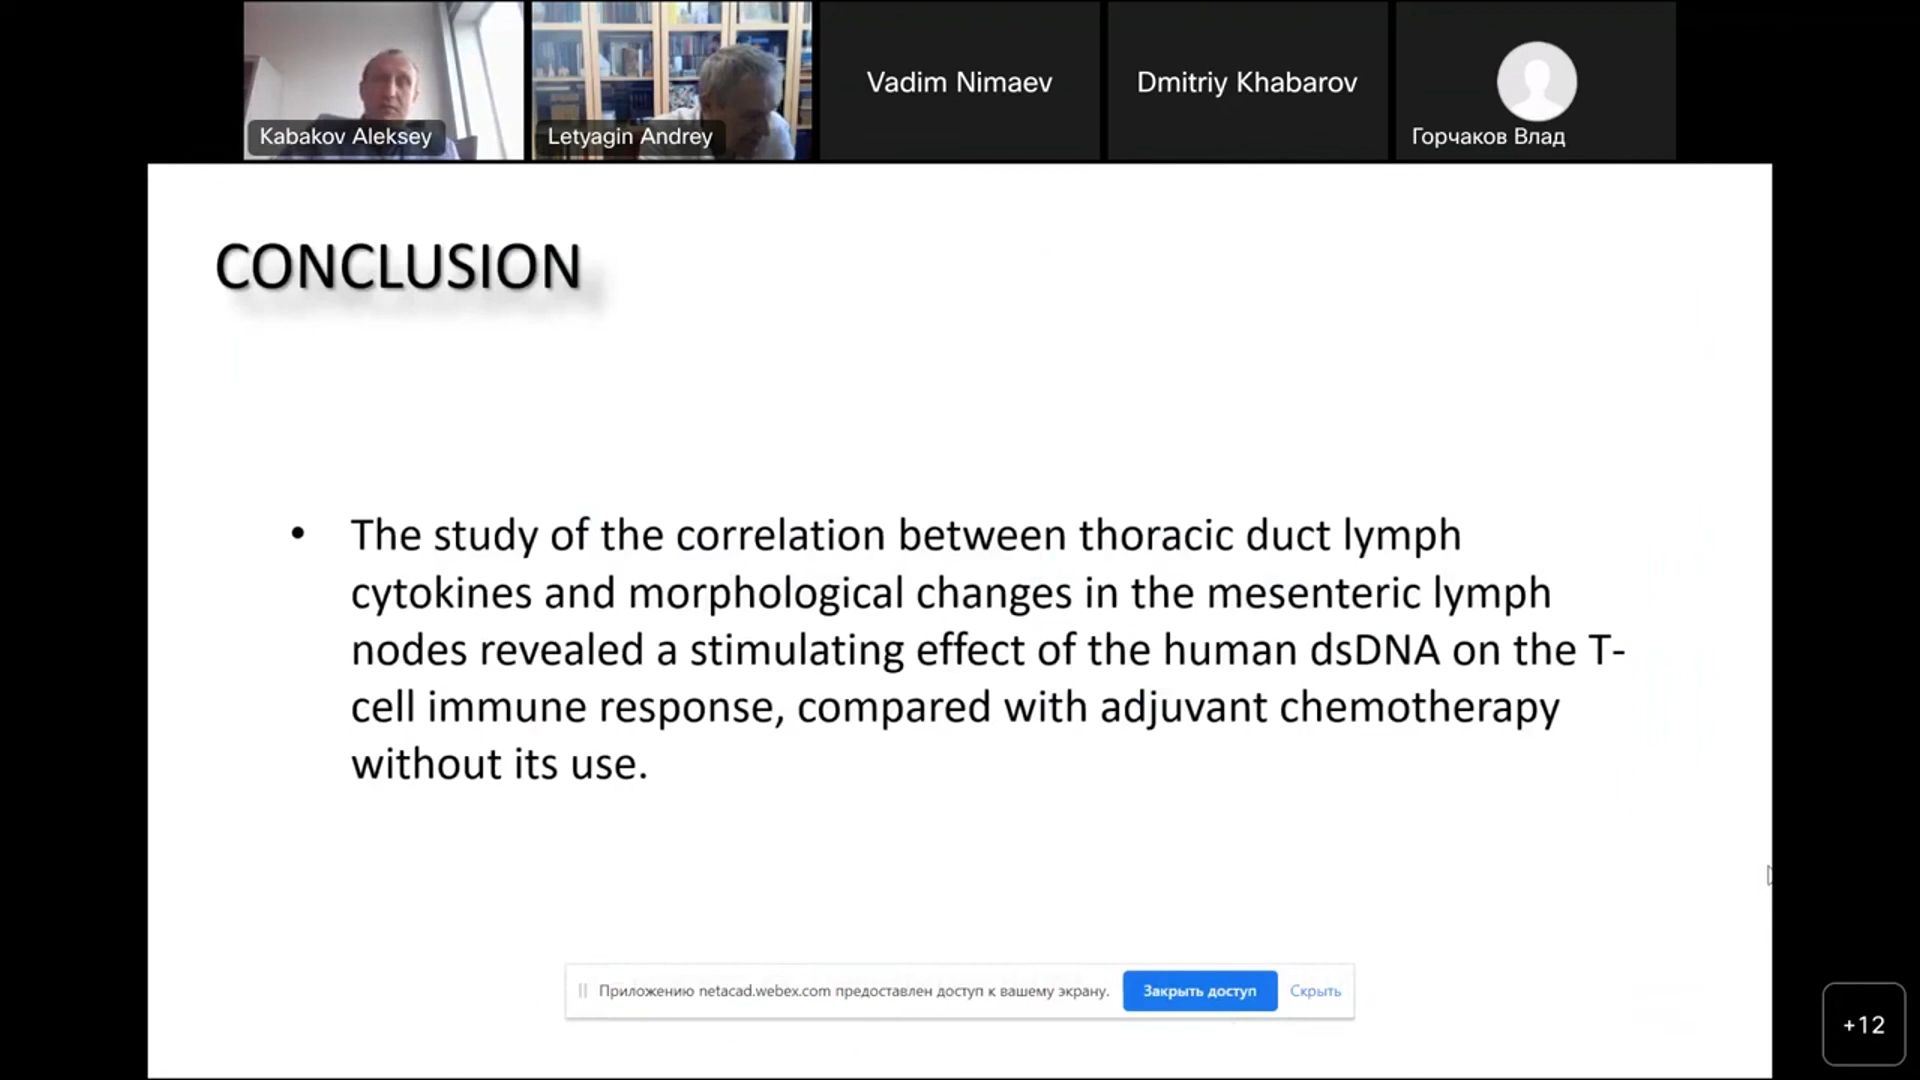 Kabakov Aleksey
Letyagin Andrey
Vadim Nimaev
Dmitriy Khabarov
Горчаков Влад
CONCLUSION
• The study of the correlation between thoracic duct lymph
cytokines and morphological changes in the mesenteric lymph
nodes revealed a stimulating effect of the human dsDNA on the T-
cell immune response, compared with adjuvant chemotherapy
without its use.
Приложению netacad.webex.com предоставлен доступ к вашему экрану.
Закрыть доступ
Скрыть
+12